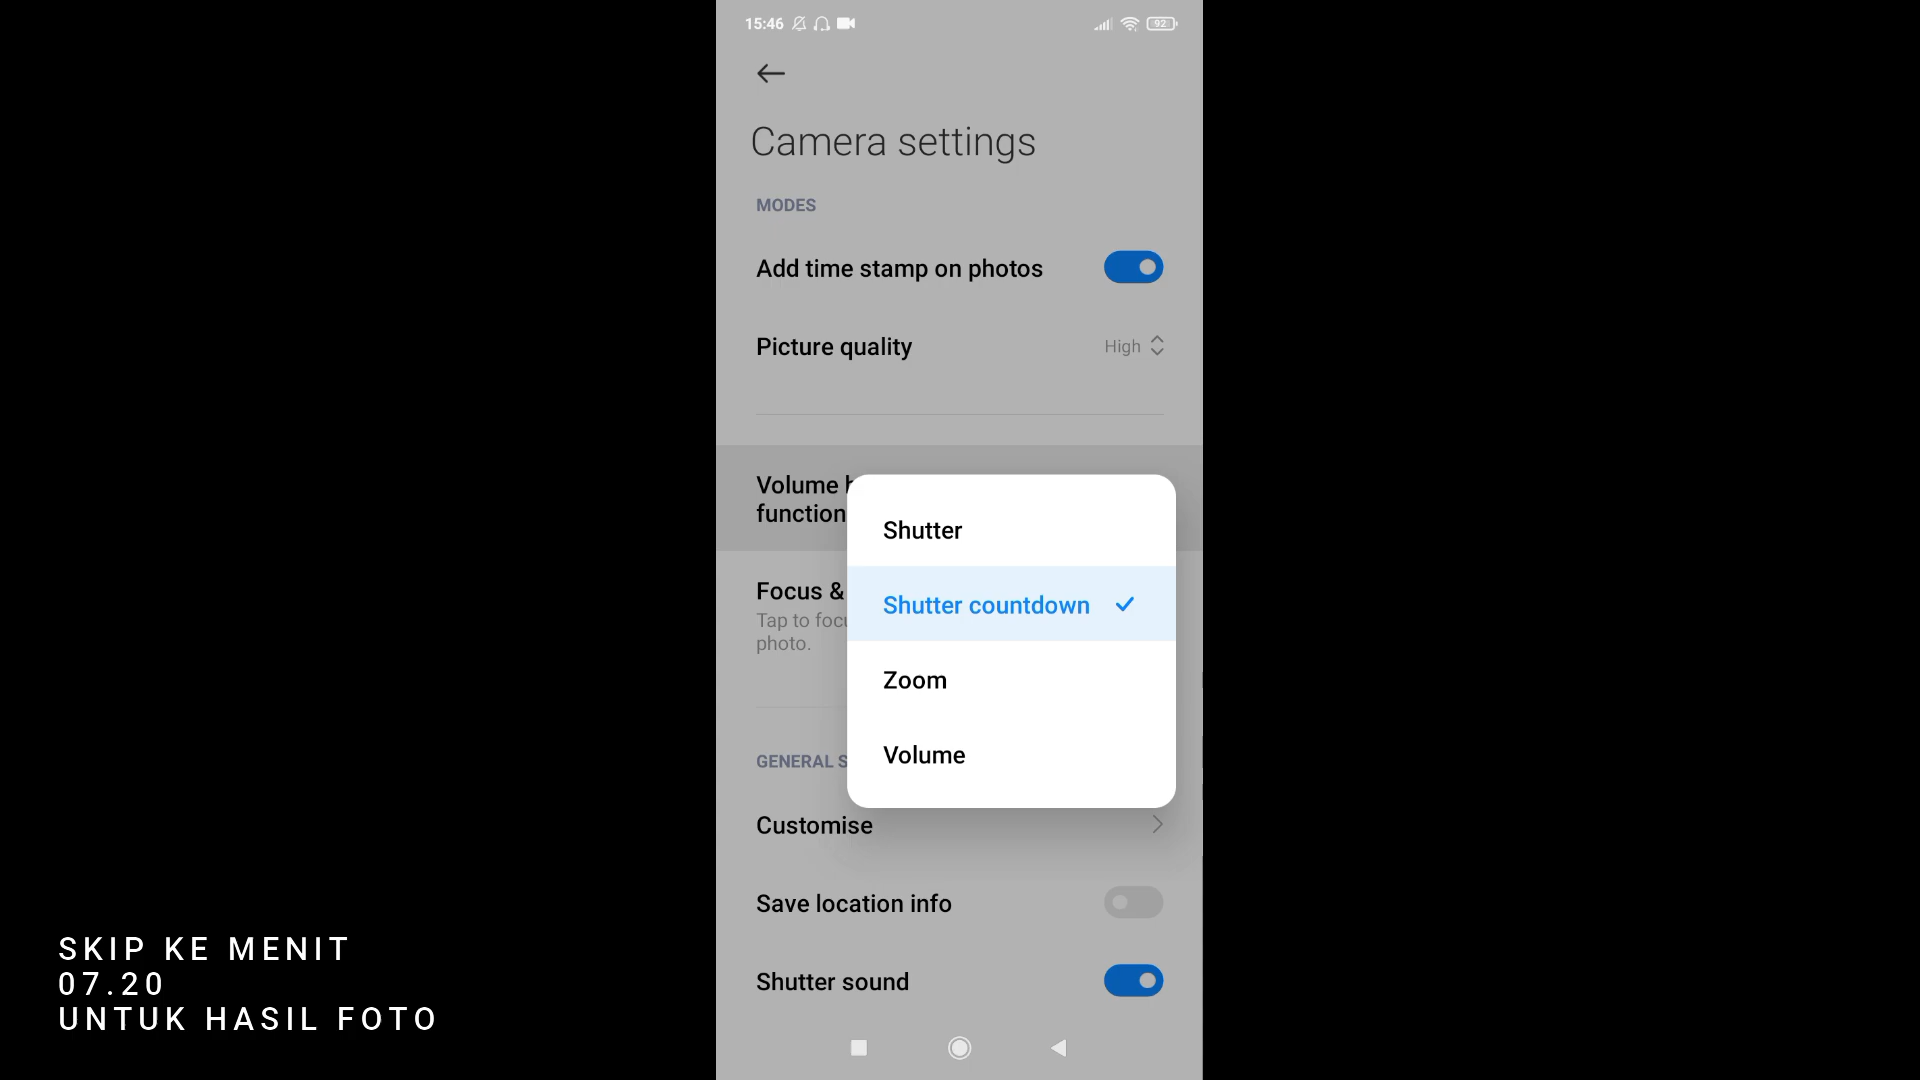 15:46
92
Camera settings
MODES
Add time stamp on photos
Picture quality High
Volume
function
Shutter
Shutter countdown
Zoom
Volume
Focus &
Tap to focu
photo.
GENERAL S
Customise
Save location info
Shutter sound
SKIP KE MENIT
07.20
UNTUK HASIL FOTO